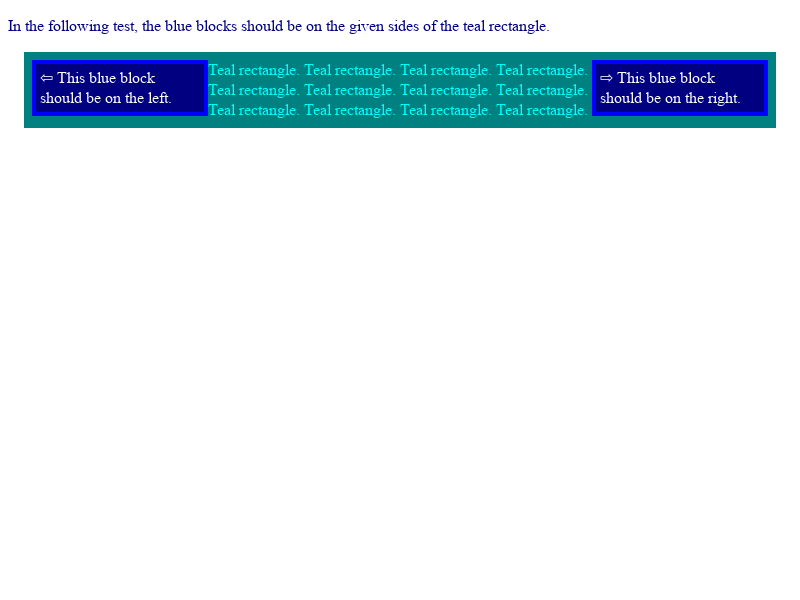 In the following test, the blue blocks should be on the given sides of the teal rectangle.
⇦ This blue block
should be on the left.
Teal rectangle. Teal rectangle. Teal rectangle. Teal rectangle.
Teal rectangle. Teal rectangle. Teal rectangle. Teal rectangle.
Teal rectangle. Teal rectangle. Teal rectangle. Teal rectangle.
⇨ This blue block
should be on the right.